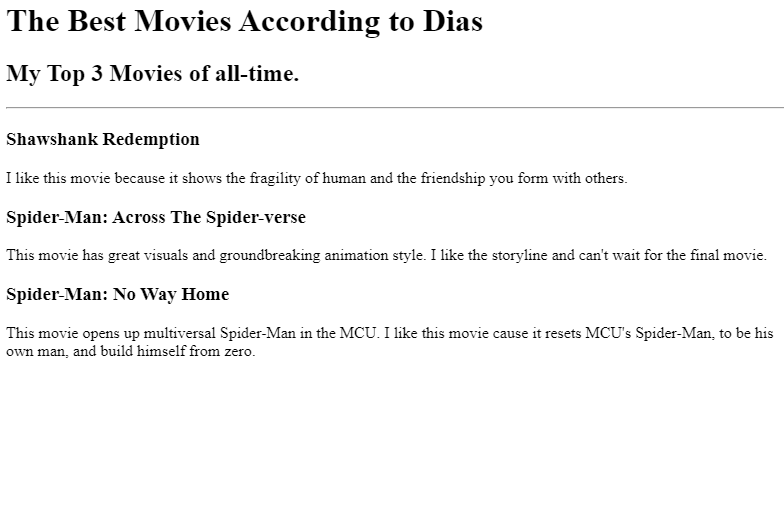 The Best Movies According to Dias
My Top 3 Movies of all-time.
Shawshank Redemption
I like this movie because it shows the fragility of human and the friendship you form with others.
Spider-Man: Across The Spider-verse
This movie has great visuals and groundbreaking animation style. I like the storyline and can't wait for the final movie.
Spider-Man: No Way Home
This movie opens up multiversal Spider-Man in the MCU. I like this movie cause it resets MCU's Spider-Man, to be his
own man, and build himself from zero.